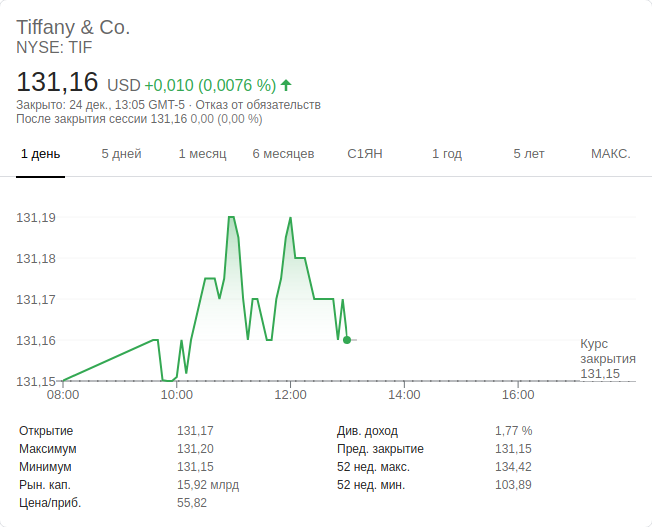 Tiffany & Co.
NYSE: TIF
131,16 USD +0,010 (0,0076 %)
Закрыто: 24 дек., 13:05 GMT-5 · Отказ от обязательств
После закрытия сессии 131,16 0,00 (0,00 %)
1 день 5 дней 1 месяц 6 месяцев С1ЯН 1 год 5 лет МАКС.
131,19
131,18
131,17
131,16
131,15
Курс
закрытия
131,15
08:00 10:00 12:00 14:00 16:00
Открытие 131,17 Див. доход 1,77 %
Максимум 131,20 Пред. закрытие 131,15
Минимум 131,15 52 нед. макс. 134,42
Рын. кап. 15,92 млрд 52 нед. мин. 103,89
Цена/приб. 55,82